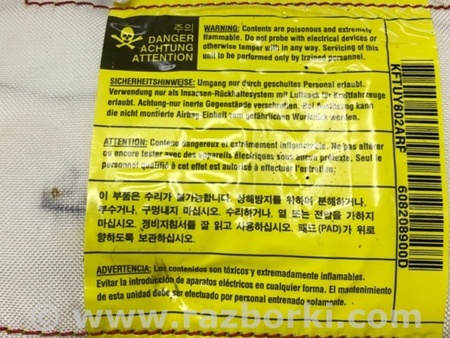 주의
DANGER
ACHTUNG
ATTENTION
WARNING: Contents are poisonous and extremely
flammable. Do not probe with electrical devices or
otherwise tamper with in any way. Servicing of this
unit to be performed only by trained personnel.
SICHERHEITSHINWEISE: Umgang nur durch geschultes Personal erlaubt.
Verwendung nur als Insassen-Rückhaltesystem mit Luftsack für Kraftfahrzeuge
erlaubt. Achtung-nur inerte Gegenstände verschroten. Bei Auslösung kann
die nicht montierte Airbag Einheit zum gefährlichen Wurfstück werden.
ATTENTION: Contenu dangereux et extrêmement inflammable. Ne pas altérer
ou encore tester avec des appareils électriques sous aucun prétexte. Seul le
personnel qualifié à cet effet est autorisé à effectuer l'entretien.
이 부품은 수리가 불가능합니다. 상해방지를 위하여 분해하거나,
부수거나, 구멍내지 마십시오. 수리하거나, 열 또는 전압을 가하지
마십시오. 정비지침서를 잘 읽고 사용하십시오. 패드(PAD)가 위로
향하도록 보관하십시오.
ADVERTENCIA: Los contenidos son tóxicos y extremadamente inflamables.
Evitar la introducción de aparatos eléctricos en cualquier forma. El mantenimiento
de esta unidad debe ser efectuado por personal entrenado solamente.
KF1UY802ARF
608208900D
www.razborki.com